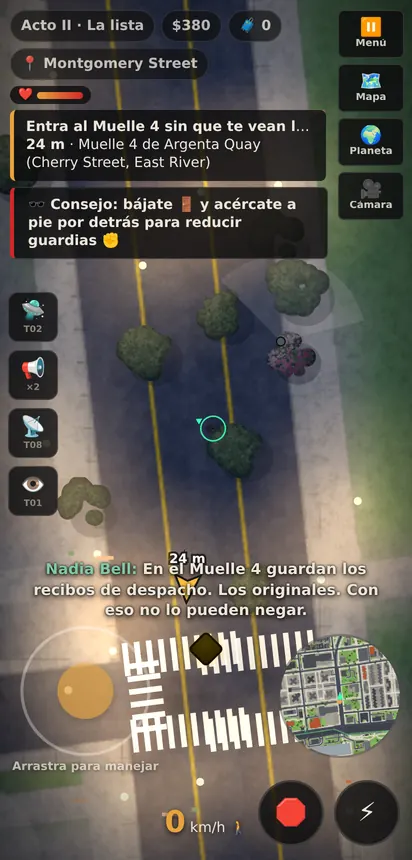 Acto II · La lista
$380
0
Menú
Montgomery Street
Mapa
Entra al Muelle 4 sin que te vean l...
24 m · Muelle 4 de Argenta Quay
(Cherry Street, East River)
Planeta
Consejo: bájate y acércate a
pie por detrás para reducir
guardias
Cámara
T02
×2
T08
T01
24 m
Nadia Bell: En el Muelle 4 guardan los
recibos de despacho. Los originales. Con
eso no lo pueden negar.
Arrastra para manejar
0 km/h